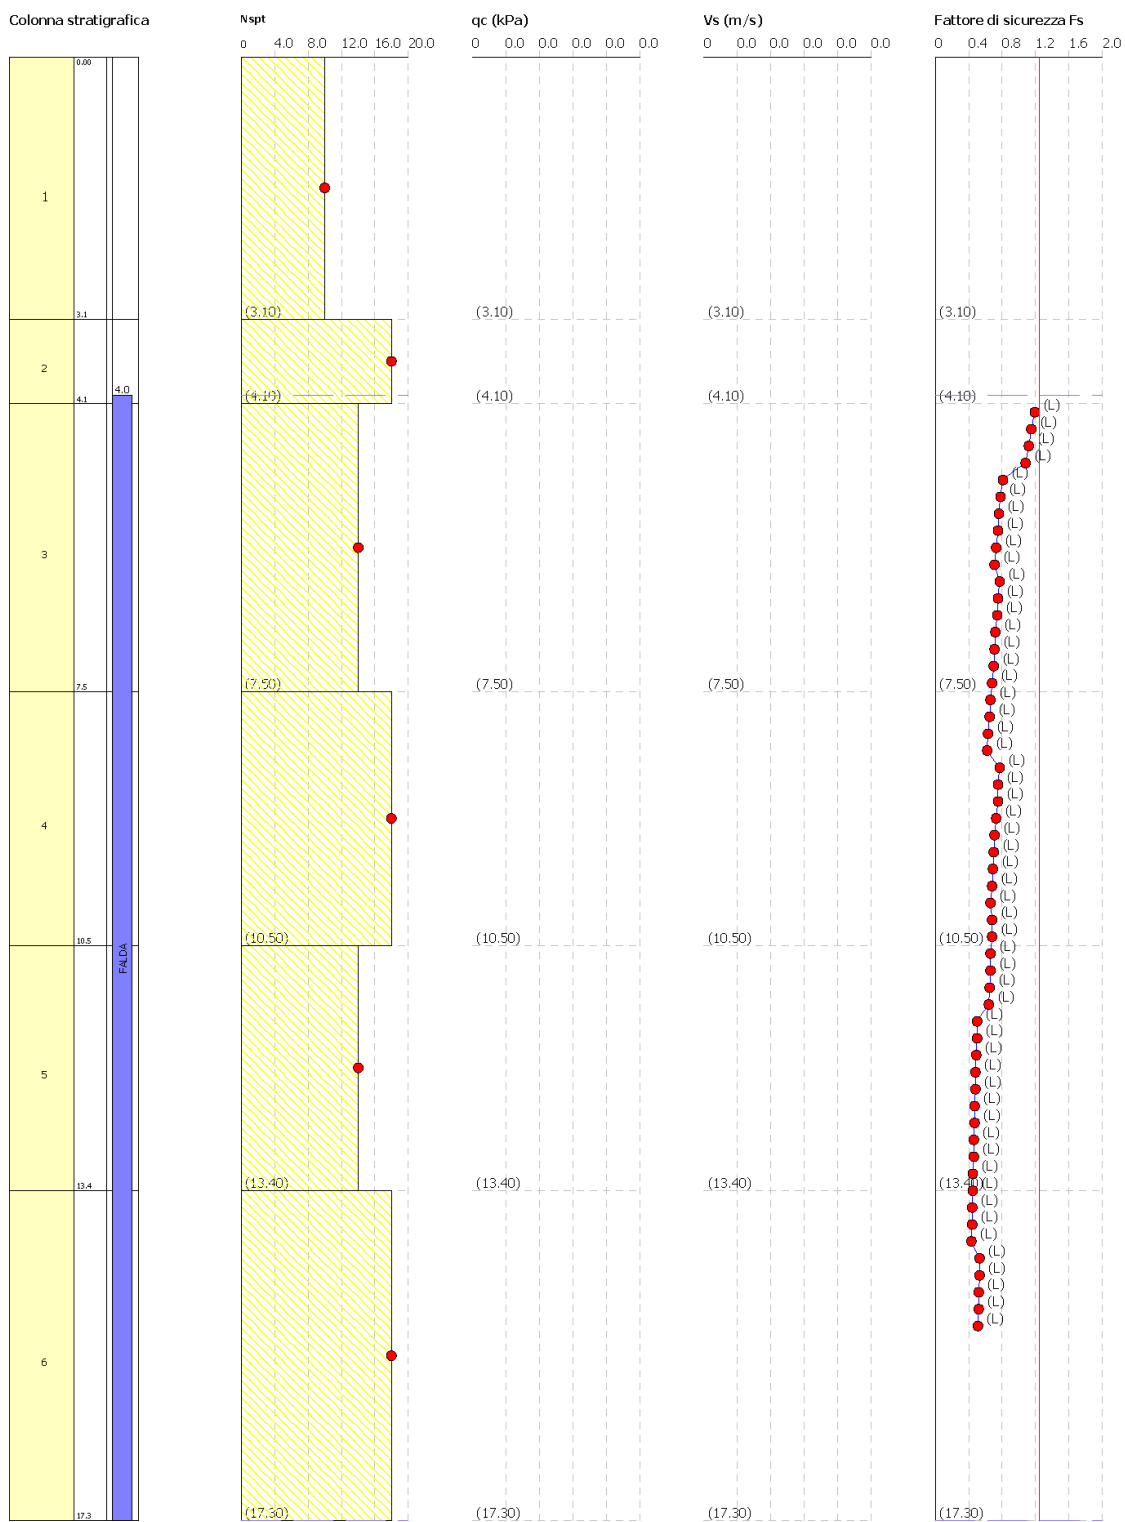 Colonna stratigrafica
Nspt
qc (kPa)
Vs (m/s)
Fattore di sicurezza Fs
0 4.0 8.0 12.0 16.0 20.0
0 0.0 0.0 0.0 0.0 0.0
0 0.0 0.0 0.0 0.0 0.0
0 0.4 0.8 1.2 1.6 2.0
0.00
1
3.1
(3.10) (3.10) (3.10) (3.10)
2
4.0
4.1
(4.10) (4.10) (4.10) (4.10)
(L)
(L)
(L)
(L)
(L)
(L)
(L)
(L)
(L)
3
(L)
(L)
(L)
(L)
(L)
(L)
(L)
7.5
(7.50) (7.50) (7.50) (7.50)
(L)
(L)
(L)
(L)
(L)
(L)
(L)
(L)
4
(L)
(L)
(L)
(L)
(L)
(L)
(L)
10.5
(10.50) (10.50) (10.50) (10.50)
(L)
FALDA
(L)
(L)
(L)
(L)
(L)
(L)
(L)
5
(L)
(L)
(L)
(L)
(L)
(L)
(L)
13.4
(13.40) (13.40) (13.40) (13.40)
(L)
(L)
(L)
(L)
(L)
(L)
(L)
(L)
(L)
6
17.3
(17.30) (17.30) (17.30) (17.30)